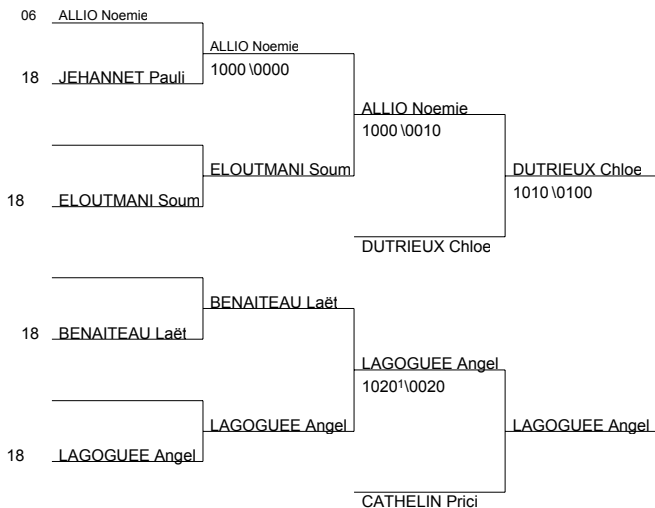 06 ALLIO Noemie
ALLIO Noemie
1000 \0000
18 JEHANNET Pauli
ALLIO Noemie
1000 \0010
ELOUTMANI Soum
DUTRIEUX Chloe
1010 \0100
18 ELOUTMANI Soum
DUTRIEUX Chloe
BENAITEAU Laët
18 BENAITEAU Laët
LAGOGUEE Angel
1020¹\0020
LAGOGUEE Angel
LAGOGUEE Angel
18 LAGOGUEE Angel
CATHELIN Prici